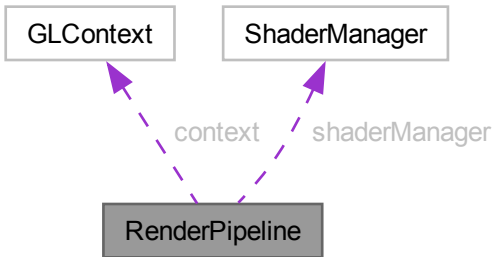 GLContext
ShaderManager
context
shaderManager
RenderPipeline